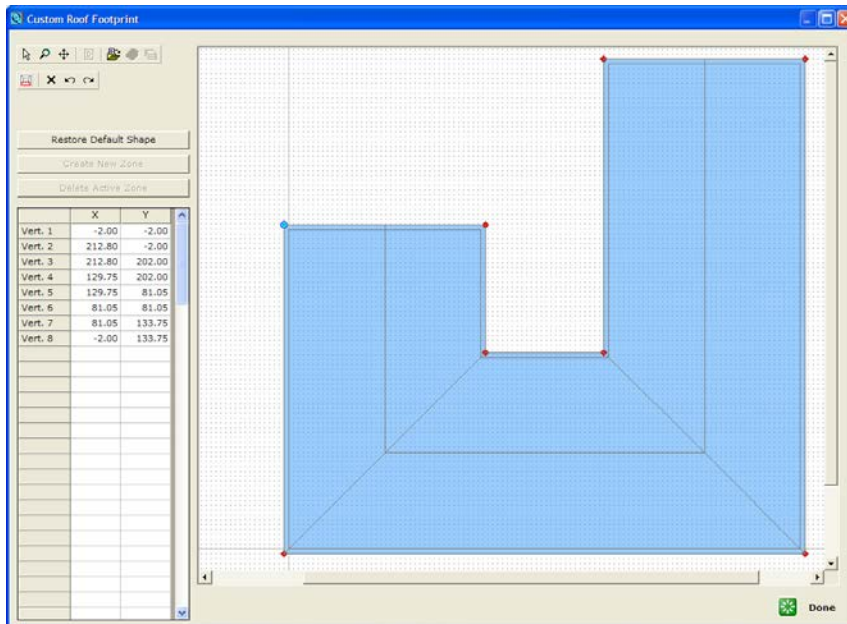 Custom Roof Footprint
Restore Default Shape
Create New Zone
Delete Active Zone
X Y
Vert. 1 -2.00 -2.00
Vert. 2 212.80 -2.00
Vert. 3 212.80 202.00
Vert. 4 129.75 202.00
Vert. 5 129.75 81.05
Vert. 6 81.05 81.05
Vert. 7 81.05 133.75
Vert. 8 -2.00 133.75
Done